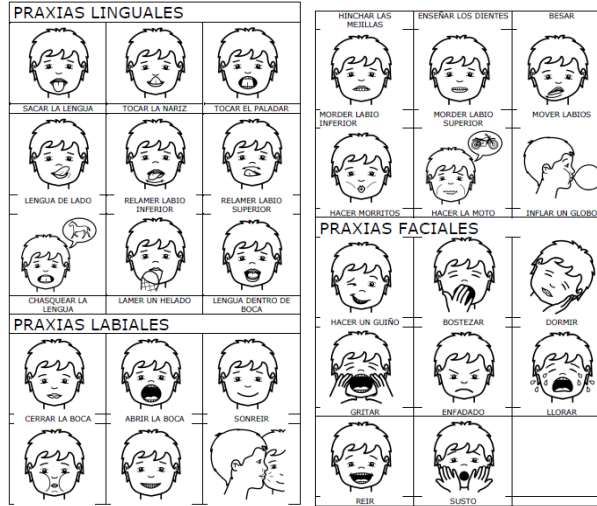 PRAXIAS LINGUALES
SACAR LA LENGUA
TOCAR LA NARIZ
TOCAR EL PALADAR
LENGUA DE LADO
RELAMER LABIO
INFERIOR
RELAMER LABIO
SUPERIOR
CHASQUEAR LA
LENGUA
LAMER UN HELADO
LENGUA DENTRO DE
BOCA
PRAXIAS LABIALES
CERRAR LA BOCA
ABRIR LA BOCA
SONREIR
HINCHAR LAS
MEJILLAS
ENSEÑAR LOS DIENTES
BESAR
MORDER LABIO
INFERIOR
MORDER LABIO
SUPERIOR
MOVER LABIOS
HACER MORRITOS
HACER LA MOTO
INFLAR UN GLOBO
PRAXIAS FACIALES
HACER UN GUIÑO
BOSTEZAR
DORMIR
GRITAR
ENFADADO
LLORAR
REIR
SUSTO